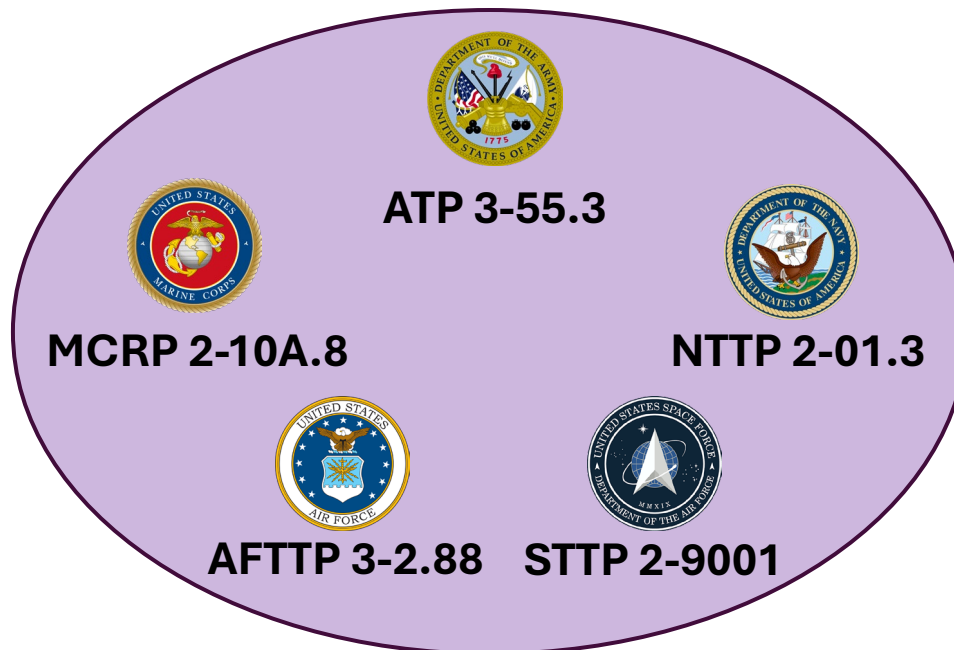 DEPARTMENT OF THE ARMY
UNITED STATES OF AMERICA
1775
ATP 3-55.3
UNITED STATES
MARINE CORPS
MCRP 2-10A.8
DEPARTMENT OF THE NAVY
UNITED STATES OF AMERICA
NTTP 2-01.3
UNITED STATES
AIR FORCE
AFTTP 3-2.88
UNITED STATES SPACE FORCE
MMXIX
DEPARTMENT OF THE AIR FORCE
STTP 2-9001